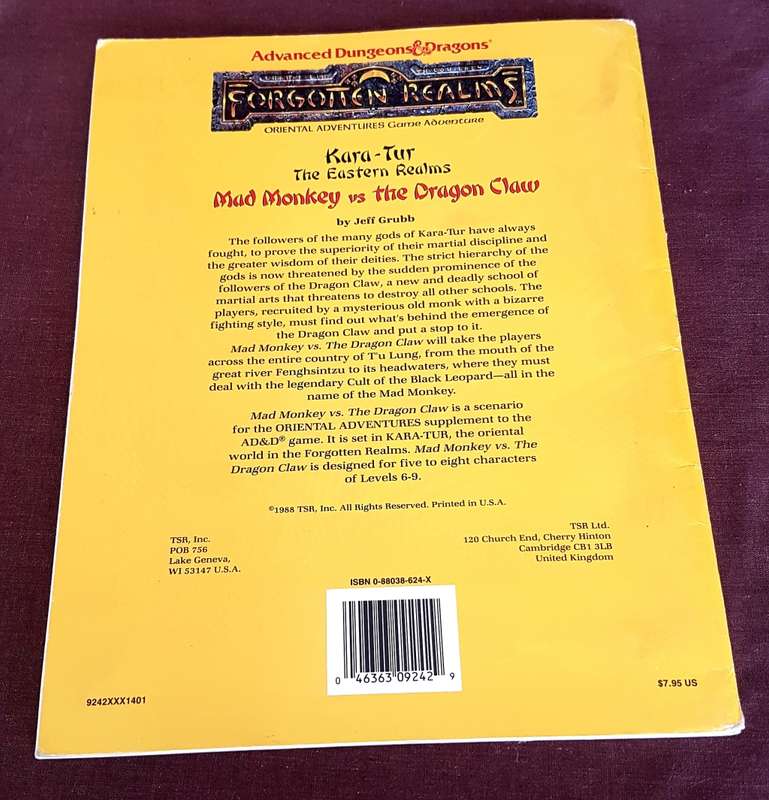 Advanced Dungeons&Dragons®
FORGOTTEN REALMS
ORIENTAL ADVENTURES Game Adventure
Kara-Tur
The Eastern Realms
Mad Monkey vs the Dragon Claw
by Jeff Grubb
The followers of the many gods of Kara-Tur have always
fought, to prove the superiority of their martial discipline and
the greater wisdom of their deities. The strict hierarchy of the
gods is now threatened by the sudden prominence of the
followers of the Dragon Claw, a new and deadly school of
martial arts that threatens to destroy all other schools. The
players, recruited by a mysterious old monk with a bizarre
fighting style, must find out what's behind the emergence of
the Dragon Claw and put a stop to it.
Mad Monkey vs. The Dragon Claw will take the players
across the entire country of T'u Lung, from the mouth of the
great river Fenghsintzu to its headwaters, where they must
deal with the legendary Cult of the Black Leopard—all in the
name of the Mad Monkey.
Mad Monkey vs. The Dragon Claw is a scenario
for the ORIENTAL ADVENTURES supplement to the
AD&D® game. It is set in KARA-TUR, the oriental
world in the Forgotten Realms. Mad Monkey vs. The
Dragon Claw is designed for five to eight characters
of Levels 6-9.
©1988 TSR, Inc. All Rights Reserved. Printed in U.S.A.
TSR, Inc.
POB 756
Lake Geneva,
WI 53147 U.S.A.
TSR Ltd.
120 Church End, Cherry Hinton
Cambridge CB1 3LB
United Kingdom
ISBN 0-88038-624-X
0 46363 09242 9
9242XXX1401
$7.95 US